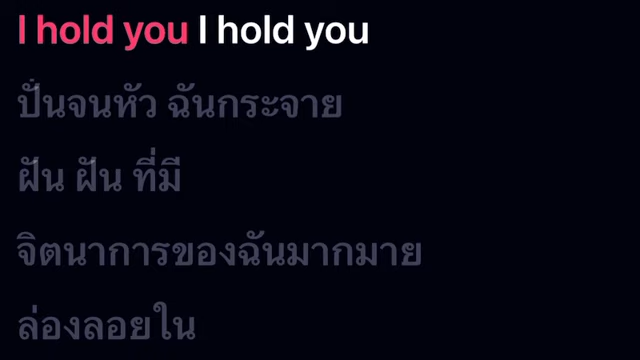 I hold you I hold you
ปั่นจนหัว ฉันกระจาย
ฝัน ฝัน ที่มี
จิตนาการของฉันมากมาย
ล่องลอยใน